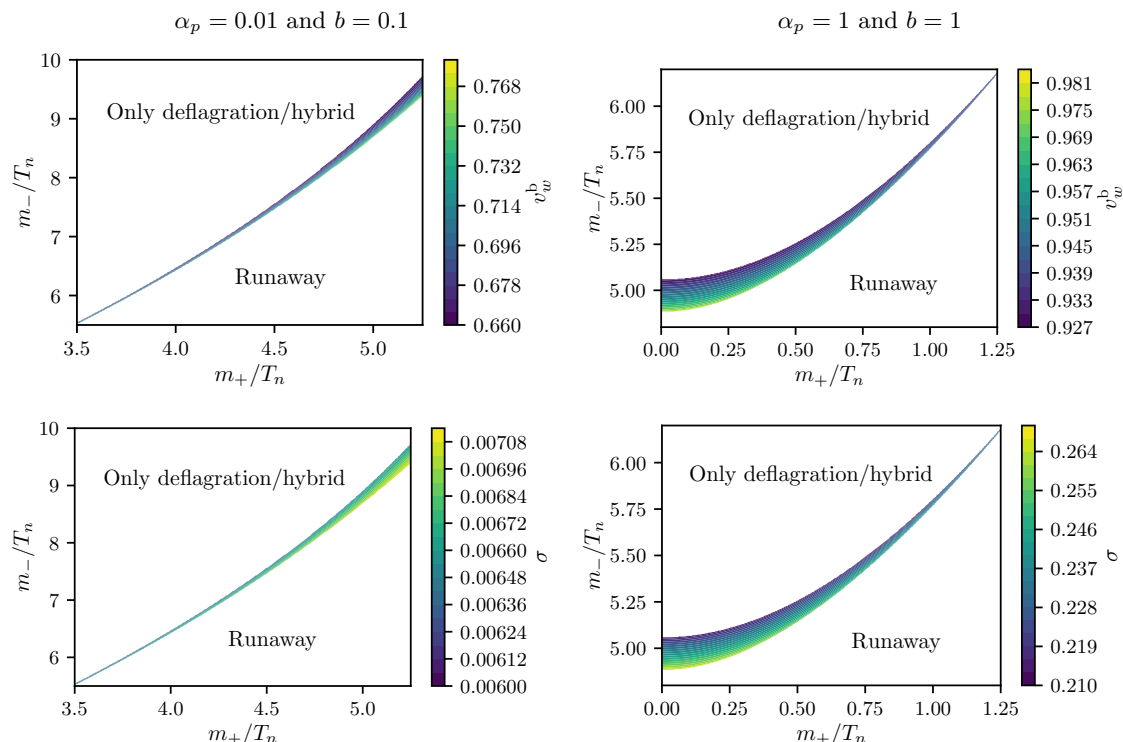 α_p = 0.01 and b = 0.1
10
9
8
7
6
m_−/T_n
Only deflagration/hybrid
Runaway
3.5 4.0 4.5 5.0
m_+/T_n
0.768
0.750
0.732
0.714
0.696
0.678
0.660
v_w^b
α_p = 1 and b = 1
6.00
5.75
5.50
5.25
5.00
m_−/T_n
Only deflagration/hybrid
Runaway
0.00 0.25 0.50 0.75 1.00 1.25
m_+/T_n
0.981
0.975
0.969
0.963
0.957
0.951
0.945
0.939
0.933
0.927
v_w^b
10
9
8
7
6
m_−/T_n
Only deflagration/hybrid
Runaway
3.5 4.0 4.5 5.0
m_+/T_n
0.00708
0.00696
0.00684
0.00672
0.00660
0.00648
0.00636
0.00624
0.00612
0.00600
σ
6.00
5.75
5.50
5.25
5.00
m_−/T_n
Only deflagration/hybrid
Runaway
0.00 0.25 0.50 0.75 1.00 1.25
m_+/T_n
0.264
0.255
0.246
0.237
0.228
0.219
0.210
σ